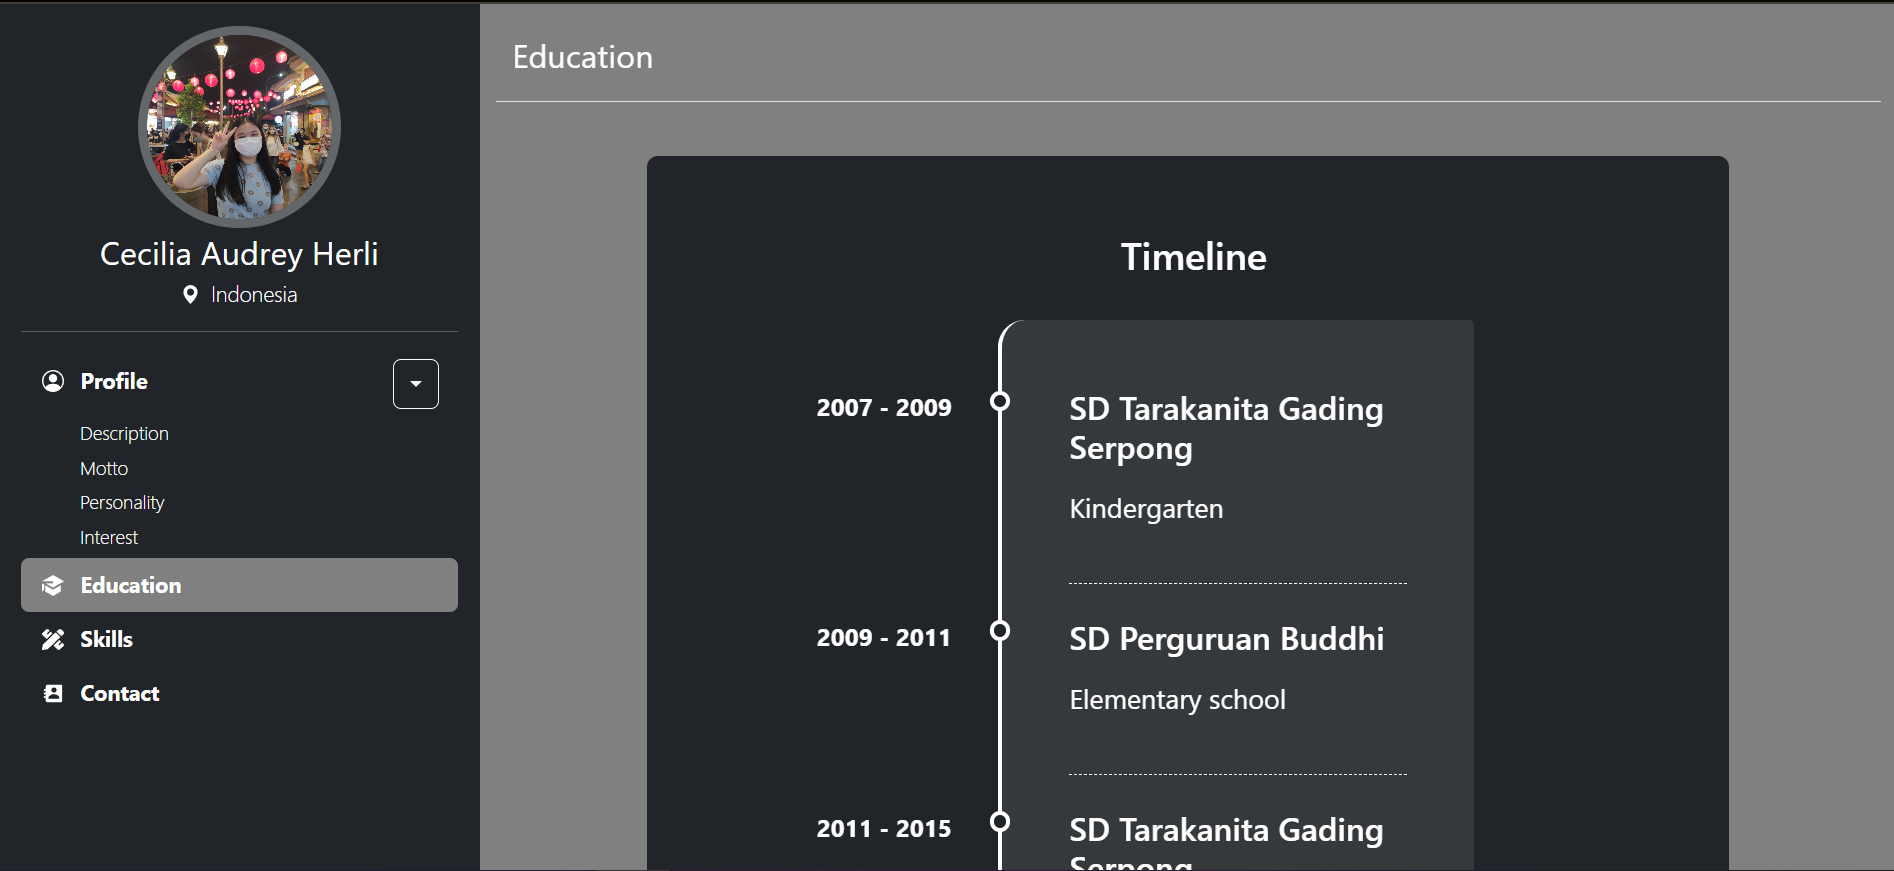 Cecilia Audrey Herli
Indonesia
Profile
Description
Motto
Personality
Interest
Education
Skills
Contact
Education
Timeline
2007 - 2009
SD Tarakanita Gading
Serpong
Kindergarten
2009 - 2011
SD Perguruan Buddhi
Elementary school
2011 - 2015
SD Tarakanita Gading
Serpong